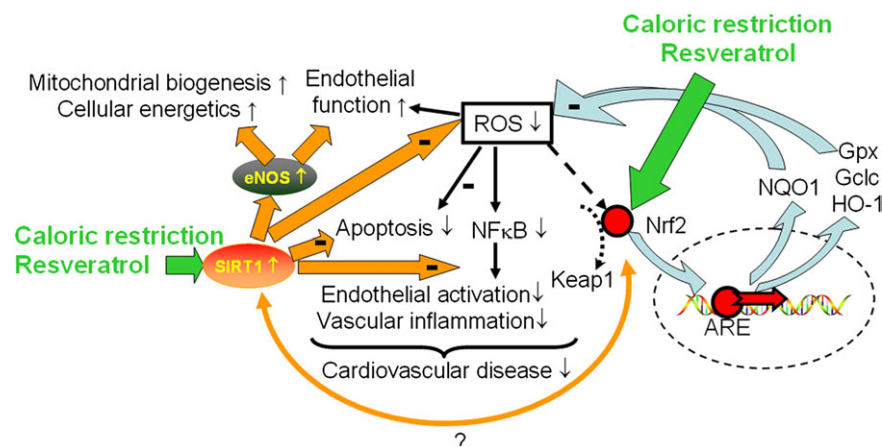 Caloric restriction
Resveratrol
Mitochondrial biogenesis ↑
Cellular energetics ↑
Endothelial
function ↑
-
ROS ↓
Gpx
Gclc
HO-1
NQO1
eNOS ↑
-
-
Apoptosis ↓
NFκB ↓
Nrf2
Caloric restriction
Resveratrol
SIRT1 ↑
-
-
Keap1
Endothelial activation↓
Vascular inflammation↓
ARE
Cardiovascular disease ↓
?